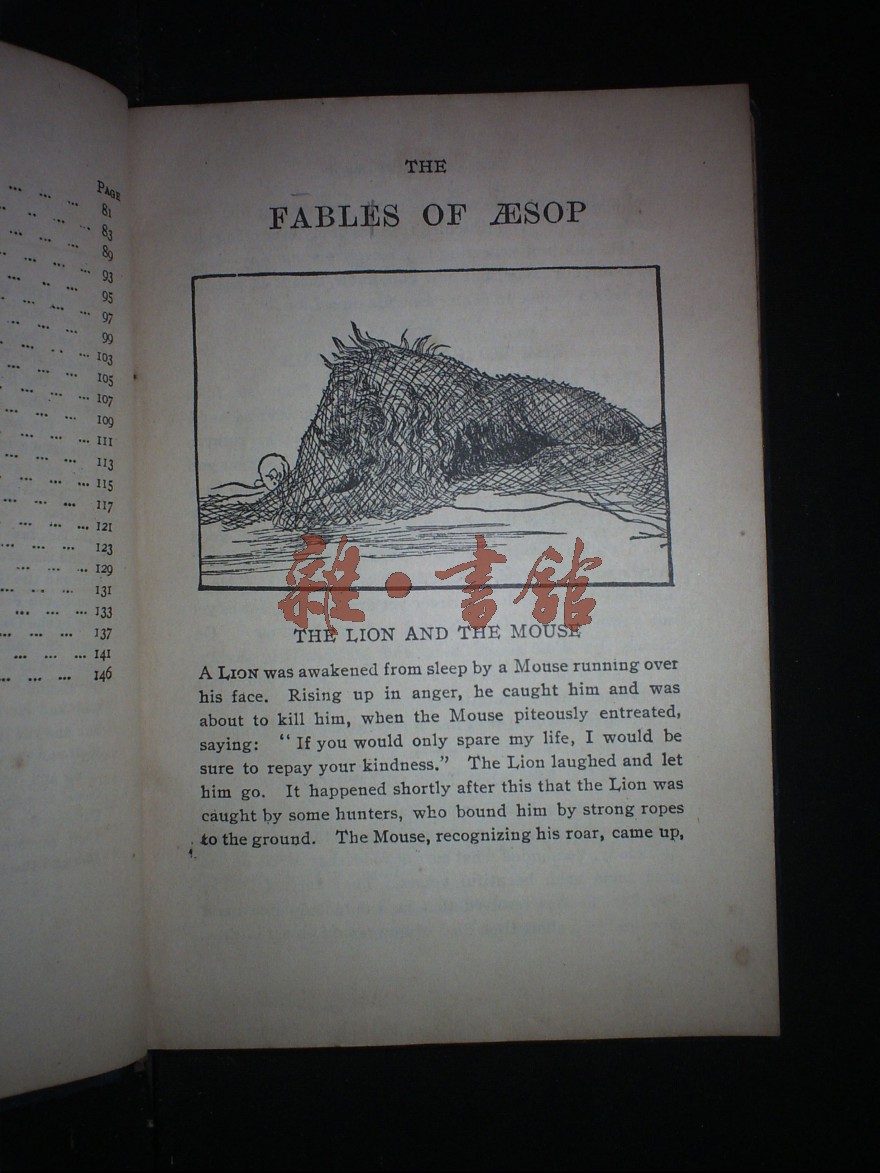 PAGE
81
83
89
93
95
97
99
103
105
107
109
111
113
115
117
121
123
129
131
133
137
141
146
THE
FABLES OF ÆSOP
雜·書館
THE LION AND THE MOUSE
A LION was awakened from sleep by a Mouse running over
his face. Rising up in anger, he caught him and was
about to kill him, when the Mouse piteously entreated,
saying: “If you would only spare my life, I would be
sure to repay your kindness.” The Lion laughed and let
him go. It happened shortly after this that the Lion was
caught by some hunters, who bound him by strong ropes
to the ground. The Mouse, recognizing his roar, came up,